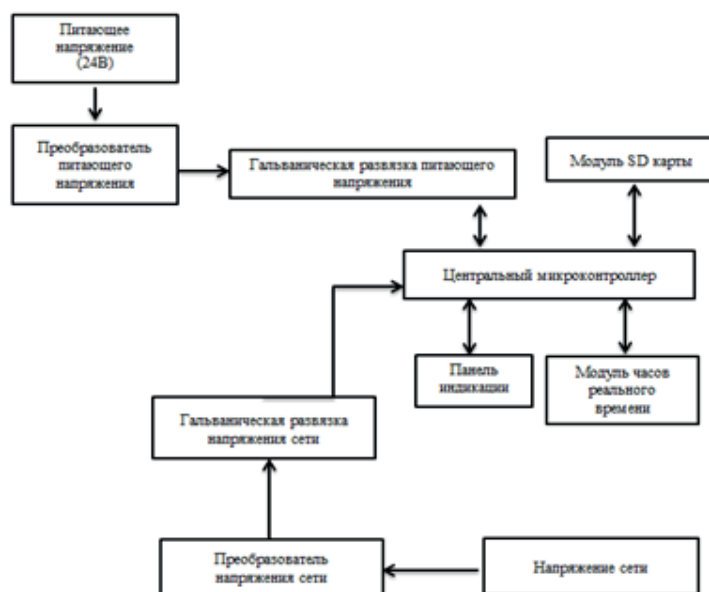 Питающее
напряжение
(24В)
Преобразователь
питающего
напряжения
Гальваническая развязка питающего
напряжения
Модуль SD карты
Центральный микроконтроллер
Панель
индикации
Модуль часов
реального
времени
Гальваническая развязка
напряжения сети
Преобразователь
напряжения сети
Напряжение сети